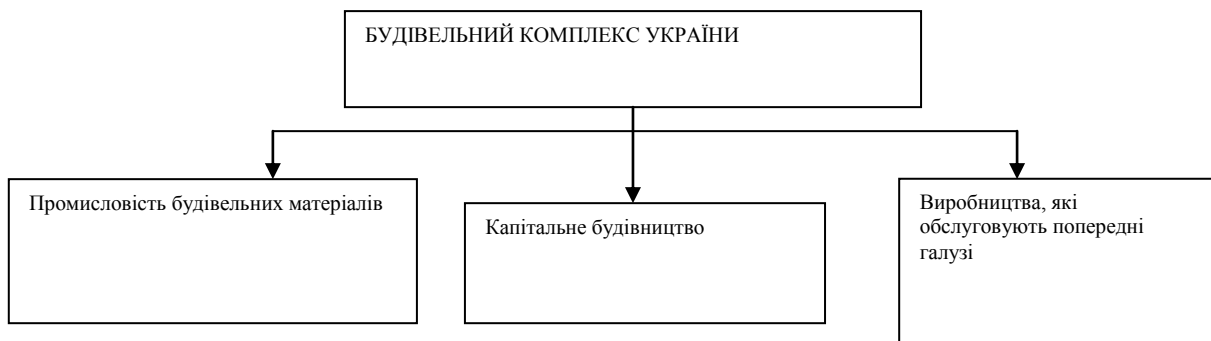 БУДІВЕЛЬНИЙ КОМПЛЕКС УКРАЇНИ
Промисловість будівельних матеріалів
Капітальне будівництво
Виробництва, які
обслуговують попередні
галузі